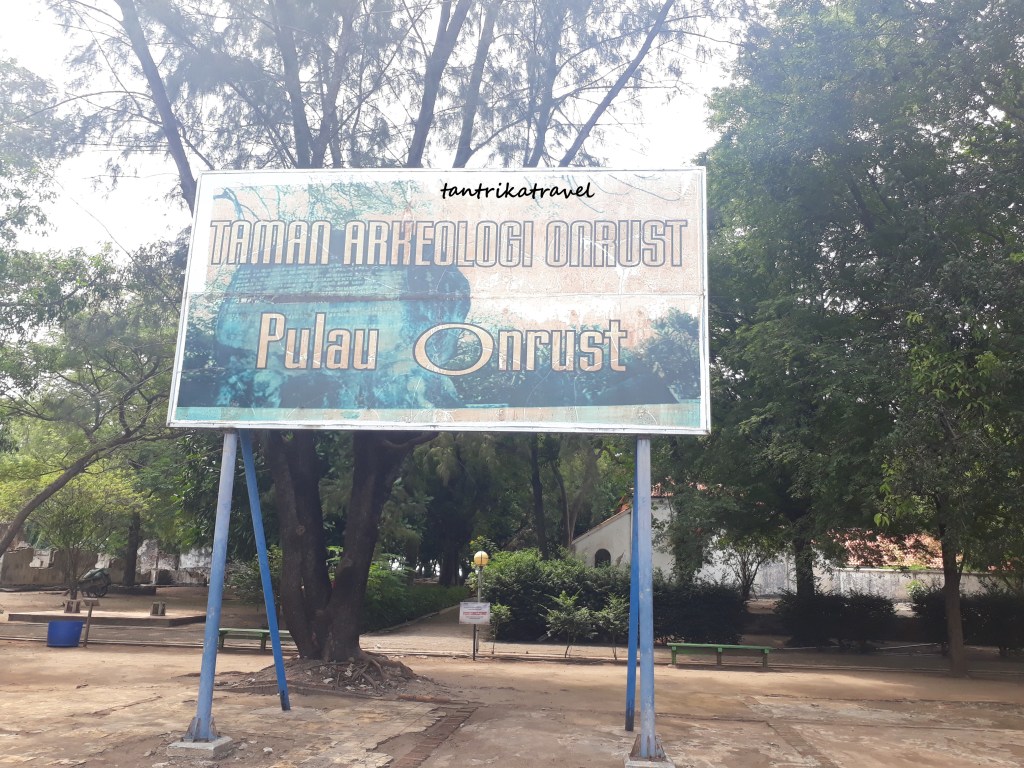 tantrikatravel
TAMAN ARKEOLOGI ONRUST
Pulau Onrust